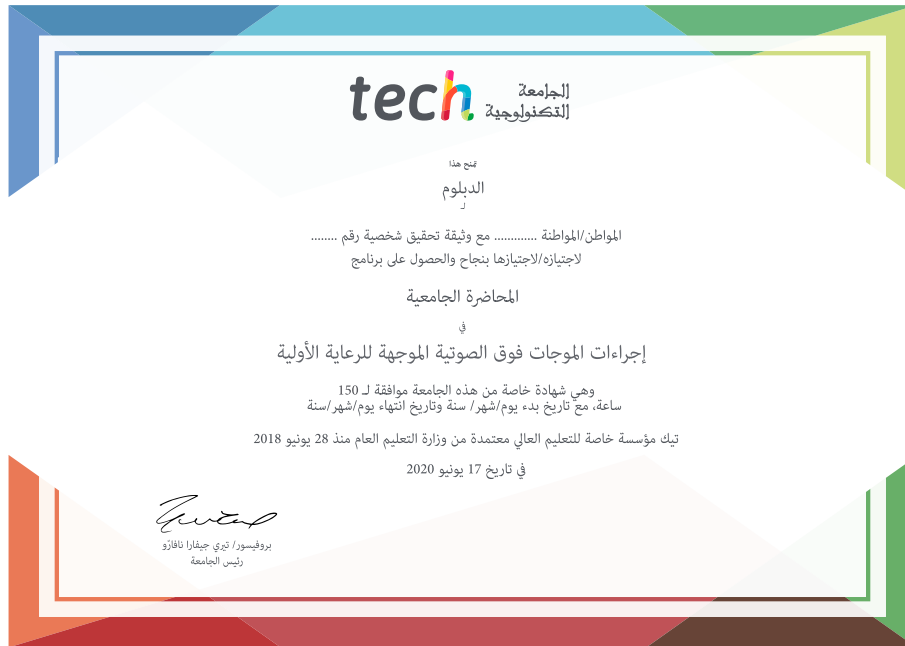 tech الجامعة
التكنولوجية
تمنح هذا
الدبلوم
لـ
المواطن/المواطنة ............. مع وثيقة تحقيق شخصية رقم ........
لاجتيازه/لاجتيازها بنجاح والحصول على برنامج
المحاضرة الجامعية
في
إجراءات الموجات فوق الصوتية الموجهة للرعاية الأولية
وهي شهادة خاصة من هذه الجامعة موافقة لـ 150
ساعة، مع تاريخ بدء يوم/شهر/ سنة وتاريخ انتهاء يوم/شهر/سنة
تيك مؤسسة خاصة للتعليم العالي معتمدة من وزارة التعليم العام منذ 28 يونيو 2018
في تاريخ 17 يونيو 2020
بروفيسور/ تيري جيفارا نافارّو
رئيس الجامعة